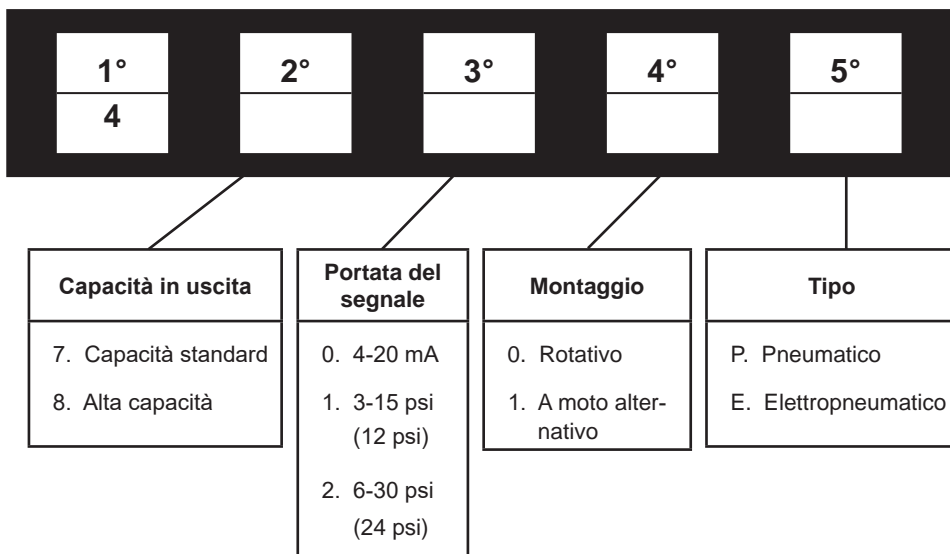 1° 2° 3° 4° 5°
4
Capacità in uscita
7. Capacità standard
8. Alta capacità
Portata del
segnale
0. 4-20 mA
1. 3-15 psi
(12 psi)
2. 6-30 psi
(24 psi)
Montaggio
0. Rotativo
1. A moto alter-
nativo
Tipo
P. Pneumatico
E. Elettropneumatico